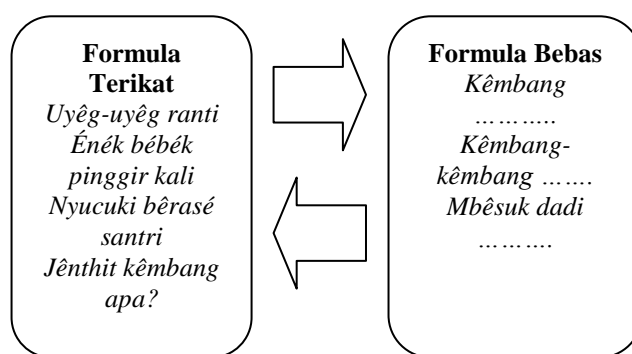 Formula
Terikat
Uyêg-uyêg ranti
Énék bébék
pinggir kali
Nyucuki bêrasé
santri
Jênthit kêmbang
apa?
Formula Bebas
Kêmbang
………..
Kêmbang-
kêmbang …….
Mbêsuk dadi
……….